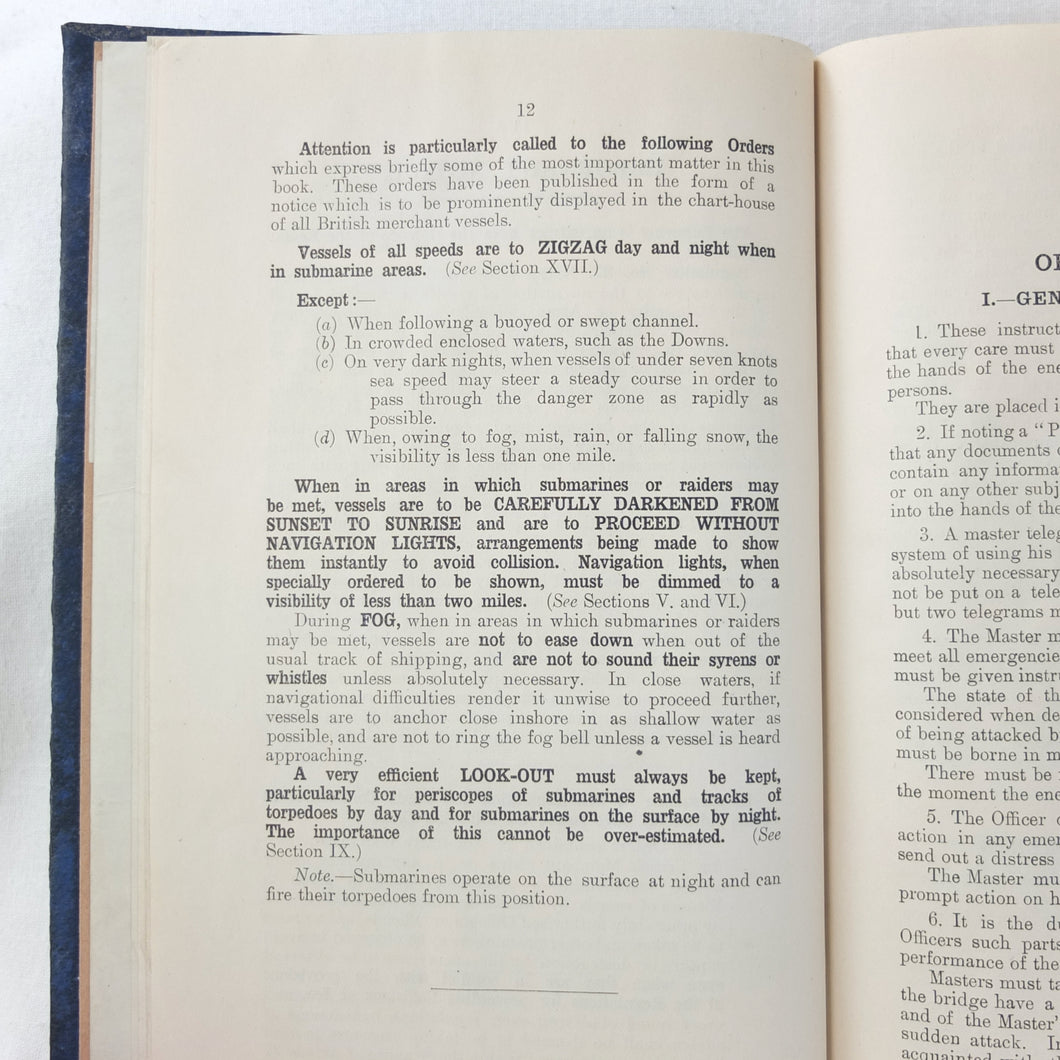 12
Attention is particularly called to the following Orders
which express briefly some of the most important matter in this
book. These orders have been published in the form of a
notice which is to be prominently displayed in the chart-house
of all British merchant vessels.
Vessels of all speeds are to ZIGZAG day and night when
in submarine areas. (See Section XVII.)
Except :—
(a) When following a buoyed or swept channel.
(b) In crowded enclosed waters, such as the Downs.
(c) On very dark nights, when vessels of under seven knots
sea speed may steer a steady course in order to
pass through the danger zone as rapidly as
possible.
(d) When, owing to fog, mist, rain, or falling snow, the
visibility is less than one mile.
When in areas in which submarines or raiders may
be met, vessels are to be CAREFULLY DARKENED FROM
SUNSET TO SUNRISE and are to PROCEED WITHOUT
NAVIGATION LIGHTS, arrangements being made to show
them instantly to avoid collision. Navigation lights, when
specially ordered to be shown, must be dimmed to a
visibility of less than two miles. (See Sections V. and VI.)
During FOG, when in areas in which submarines or raiders
may be met, vessels are not to ease down when out of the
usual track of shipping, and are not to sound their syrens or
whistles unless absolutely necessary. In close waters, if
navigational difficulties render it unwise to proceed further,
vessels are to anchor close inshore in as shallow water as
possible, and are not to ring the fog bell unless a vessel is heard
approaching.
A very efficient LOOK-OUT must always be kept,
particularly for periscopes of submarines and tracks of
torpedoes by day and for submarines on the surface by night.
The importance of this cannot be over-estimated. (See
Section IX.)
Note.—Submarines operate on the surface at night and can
fire their torpedoes from this position.
I.—GEN
1. These instruct
that every care must
the hands of the ene
persons.
They are placed i
2. If noting a “ P
that any documents
contain any informa
or on any other subj
into the hands of the
3. A master teleg
system of using his
absolutely necessary
not be put on a tele
but two telegrams m
4. The Master m
meet all emergencie
must be given instru
The state of th
considered when de
of being attacked b
must be borne in m
There must be
the moment the ene
5. The Officer
action in any emer
send out a distress
The Master mu
prompt action on h
6. It is the du
Officers such parts
performance of the
Masters must ta
the bridge have a
and of the Master'
sudden attack. I
acquainted with